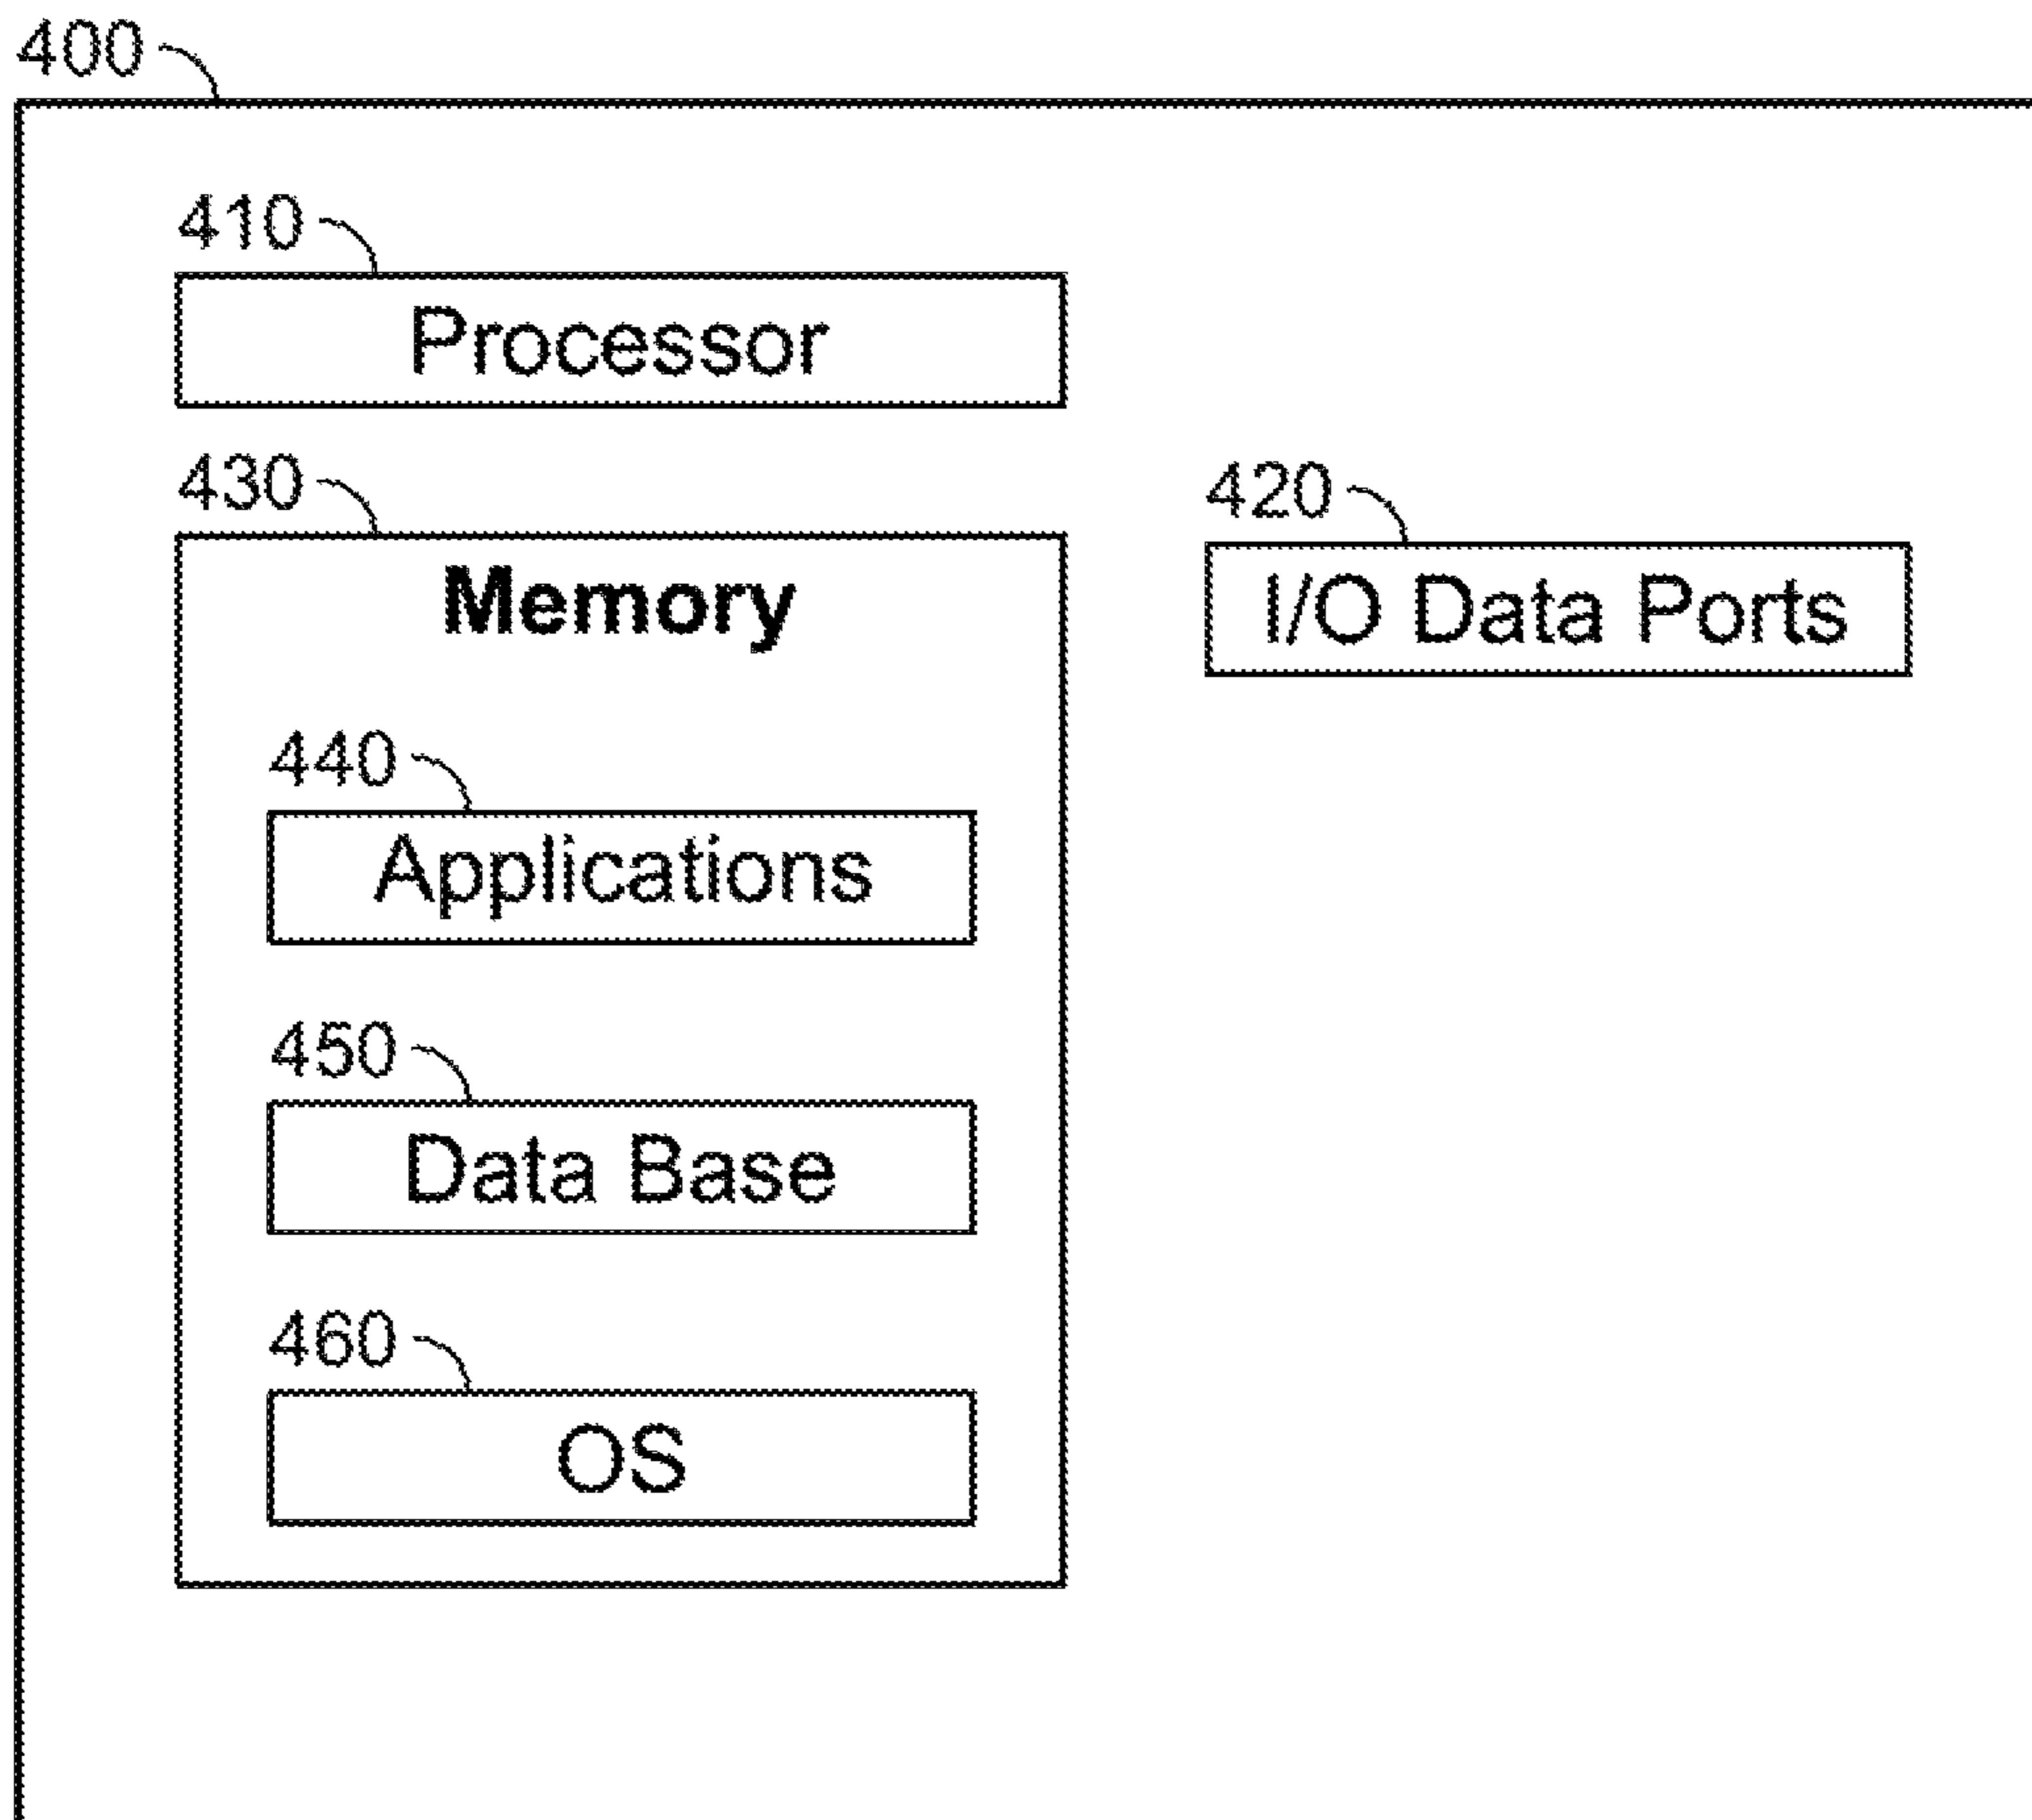 400
410
Processor
430
Memory
420
I/O Data Ports
440
Applications
450
Data Base
460
OS